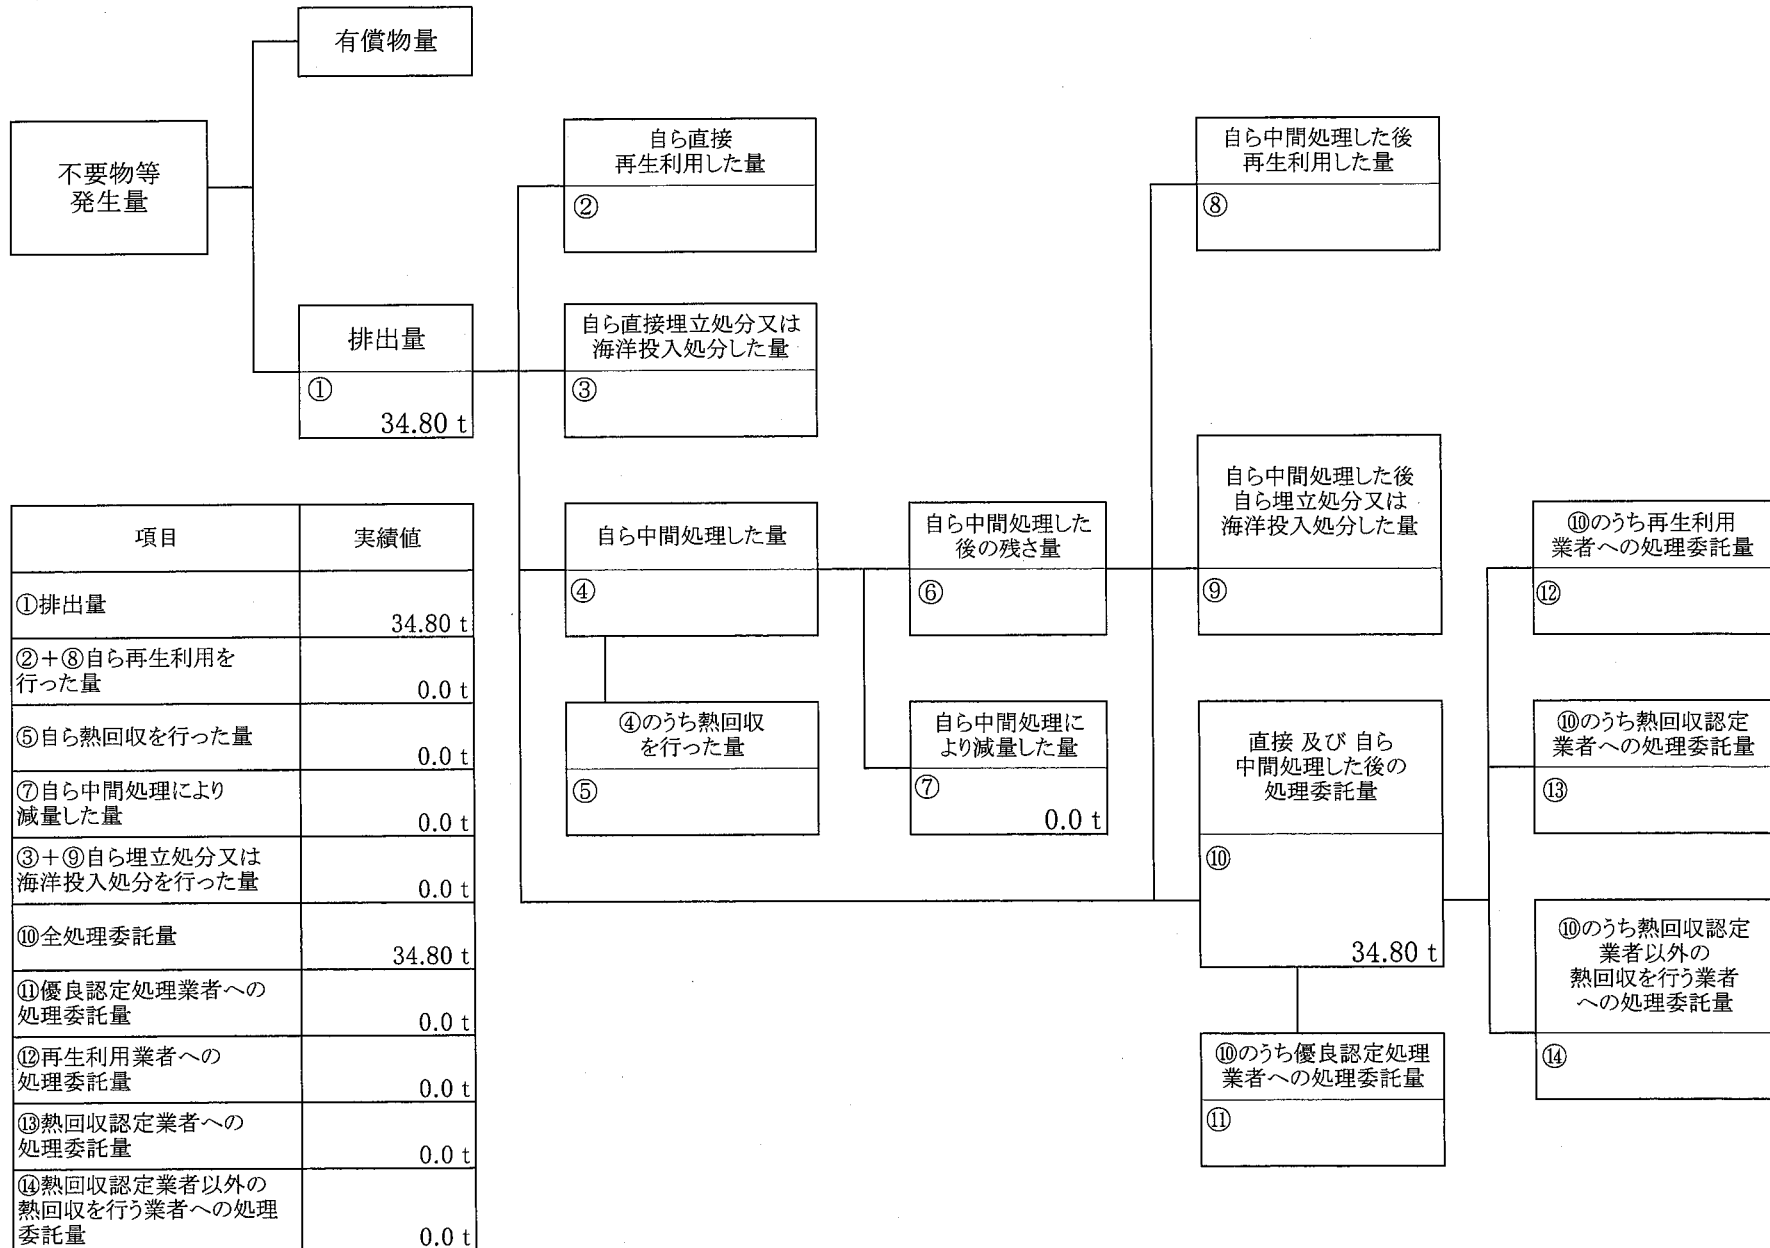 有償物量
不要物等
発生量
排出量
①
34.80 t
自ら直接
再生利用した量
②
自ら直接埋立処分又は
海洋投入処分した量
③
自ら中間処理した量
④
④のうち熱回収
を行った量
⑤
自ら中間処理した
後の残さ量
⑥
自ら中間処理に
より減量した量
⑦
0.0 t
自ら中間処理した後
再生利用した量
⑧
自ら中間処理した後
自ら埋立処分又は
海洋投入処分した量
⑨
直接 及び 自ら
中間処理した後の
処理委託量
⑩
34.80 t
⑩のうち優良認定処理
業者への処理委託量
⑪
⑩のうち再生利用
業者への処理委託量
⑫
⑩のうち熱回収認定
業者への処理委託量
⑬
⑩のうち熱回収認定
業者以外の
熱回収を行う業者
への処理委託量
⑭
項目 実績値
①排出量
34.80 t
②+⑧自ら再生利用を
行った量
0.0 t
⑤自ら熱回収を行った量
0.0 t
⑦自ら中間処理により
減量した量
0.0 t
③+⑨自ら埋立処分又は
海洋投入処分を行った量
0.0 t
⑩全処理委託量
34.80 t
⑪優良認定処理業者への
処理委託量
0.0 t
⑫再生利用業者への
処理委託量
0.0 t
⑬熱回収認定業者への
処理委託量
0.0 t
⑭熱回収認定業者以外の
熱回収を行う業者への処理
委託量
0.0 t